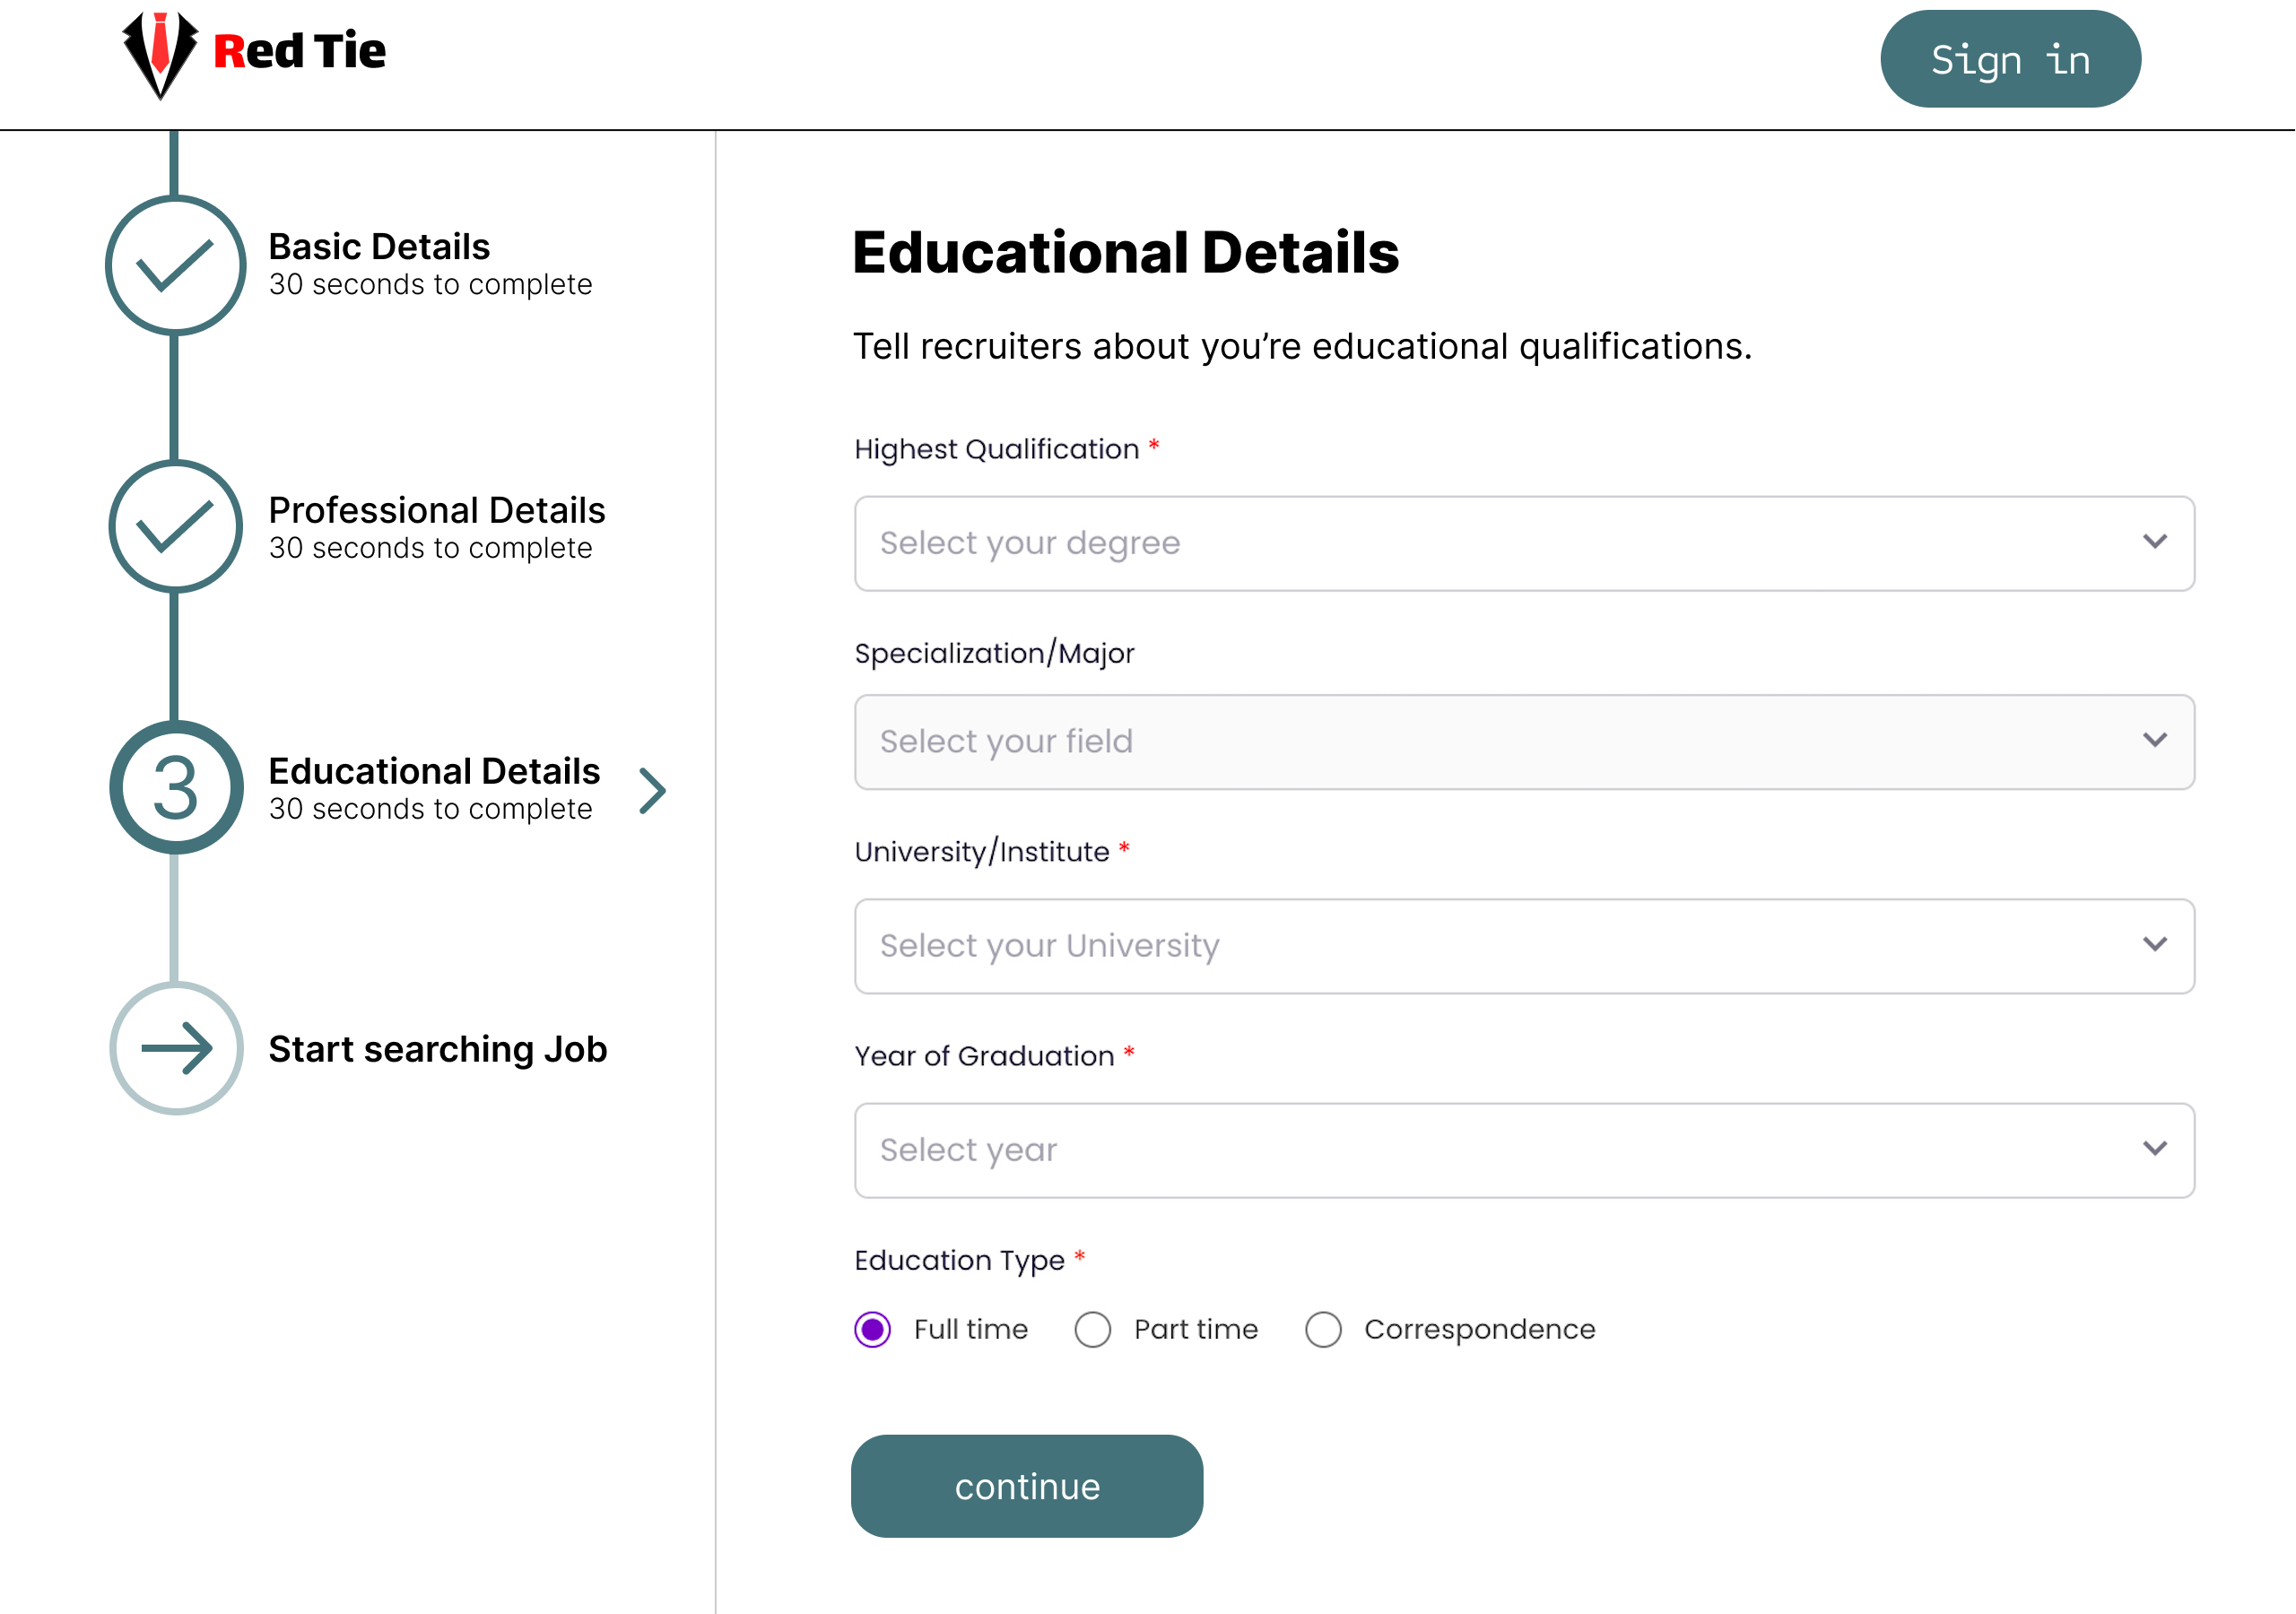 Red Tie
Sign in
Basic Details
30 seconds to complete
Professional Details
30 seconds to complete
3
Educational Details
30 seconds to complete
Start searching Job
Educational Details
Tell recruiters about you’re educational qualifications.
Highest Qualification *
Select your degree
Specialization/Major
Select your field
University/Institute *
Select your University
Year of Graduation *
Select year
Education Type *
Full time Part time Correspondence
continue